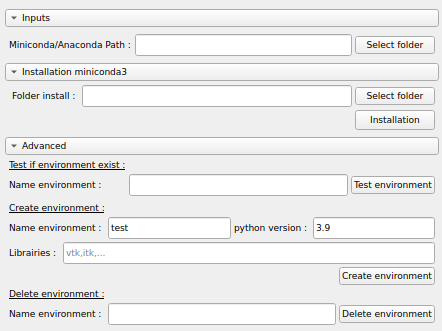 Inputs
Miniconda/Anaconda Path : Select folder
Installation miniconda3
Folder install : Select folder
Installation
Advanced
Test if environment exist :
Name environment : Test environment
Create environment :
Name environment : test python version : 3.9
Librairies : vtk,itk,...
Create environment
Delete environment :
Name environment : Delete environment